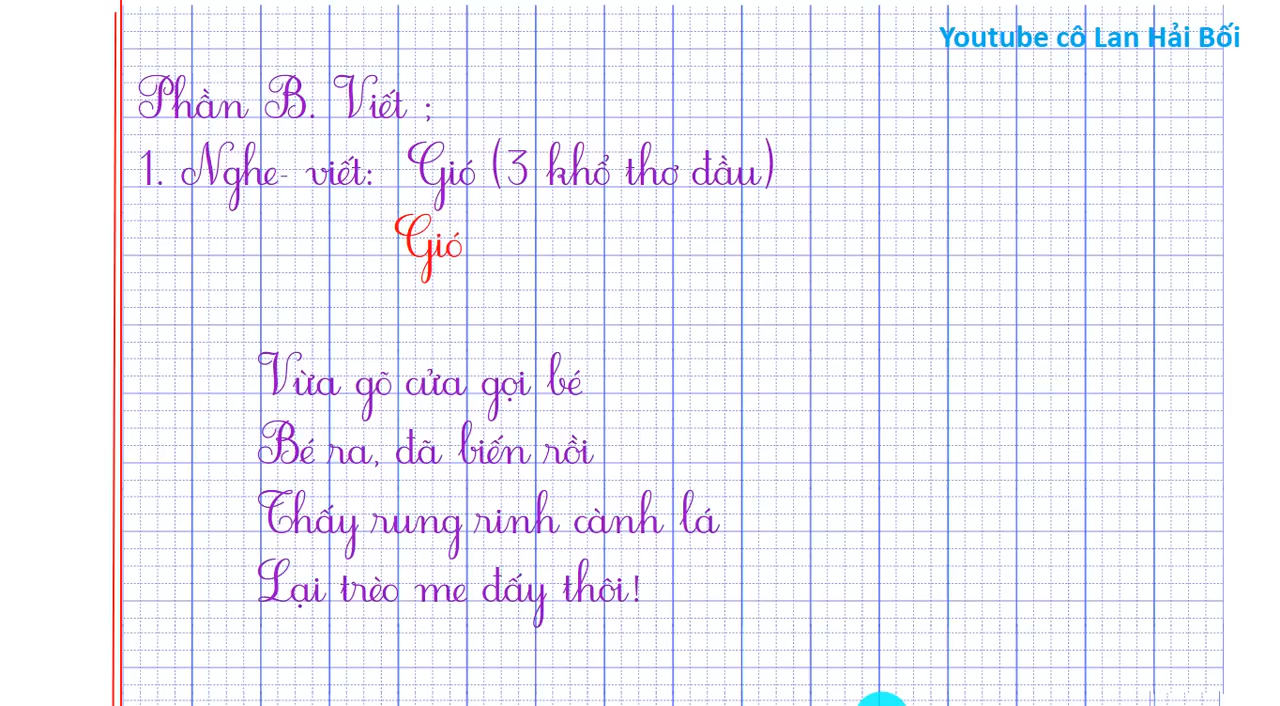 Youtube cô Lan Hải Bối
Phần B. Viết ;
1. Nghe- viết: Gió (3 khổ thơ đầu)
Gió
Vừa gõ cửa gọi bé
Bé ra, đã biến rồi
Thấy rung rinh cành lá
Lại trèo me đấy thôi!